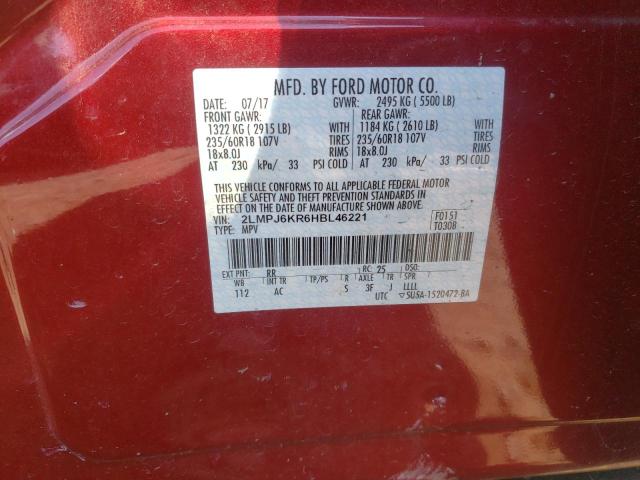 MFD. BY FORD MOTOR CO.
DATE: 07/17 GVWR: 2495 KG ( 5500 LB)
FRONT GAWR: REAR GAWR:
1322 KG ( 2915 LB) WITH 1184 KG ( 2610 LB) WITH
235/60R18 107V TIRES 235/60R18 107V TIRES
18x8.0J RIMS 18x8.0J RIMS
AT 230 kPa/ 33 PSI COLD AT 230 kPa/ 33 PSI COLD
THIS VEHICLE CONFORMS TO ALL APPLICABLE FEDERAL MOTOR
VEHICLE SAFETY AND THEFT PREVENTION STANDARDS IN
EFFECT ON THE DATE OF MANUFACTURE SHOWN ABOVE.
VIN: 2LMPJ6KR6HBL46221 F0151
TYPE: MPV T0308
EXT PNT: RR RC: 25 DSO:
WB INT TR TP/PS R AXLE TR SPR
112 AC S 3F J LLLL
UTC ▽5USA-1520472-BA